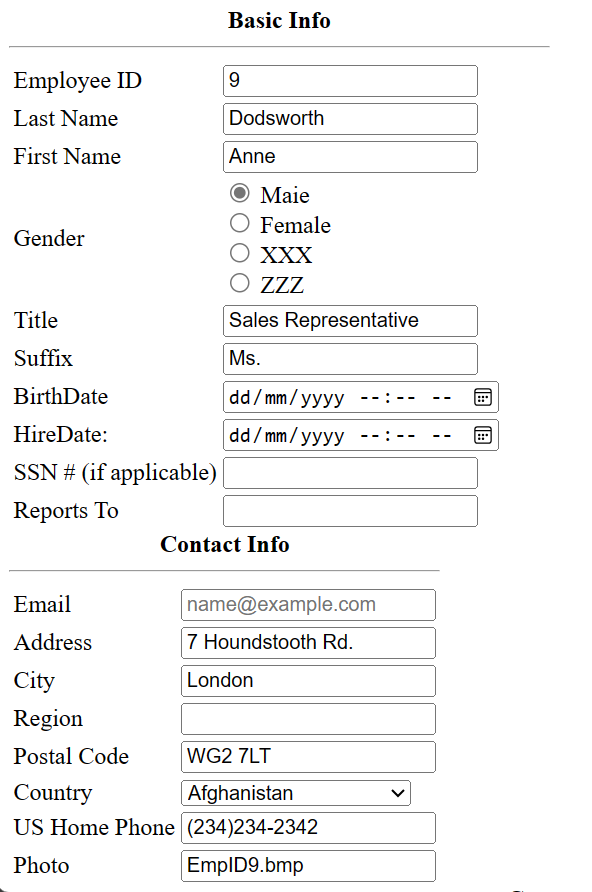 Basic Info
Employee ID 9
Last Name Dodsworth
First Name Anne
Gender
Maie
Female
XXX
ZZZ
Title Sales Representative
Suffix Ms.
BirthDate dd/mm/yyyy --:-- --
HireDate: dd/mm/yyyy --:-- --
SSN # (if applicable)
Reports To
Contact Info
Email name@example.com
Address 7 Houndstooth Rd.
City London
Region
Postal Code WG2 7LT
Country Afghanistan
US Home Phone (234)234-2342
Photo EmpID9.bmp